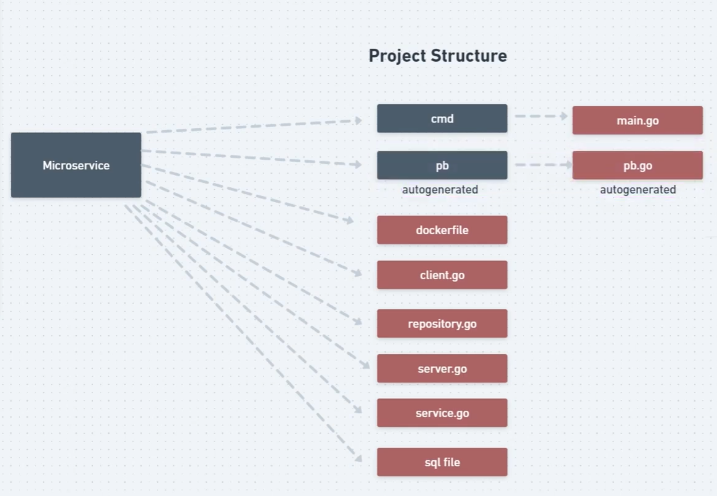 Project Structure
cmd
main.go
Microservice
pb
pb.go
autogenerated
autogenerated
dockerfile
client.go
repository.go
server.go
service.go
sql file